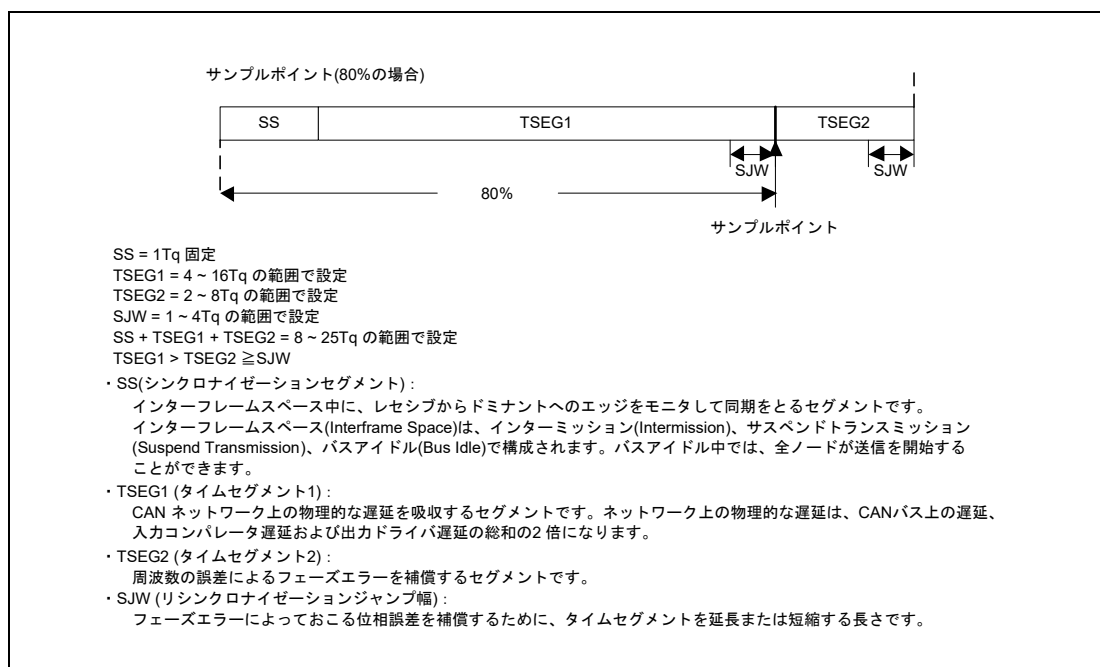 サンプルポイント(80%の場合)
SS
TSEG1
TSEG2
SJW
SJW
80%
サンプルポイント
SS = 1Tq 固定
TSEG1 = 4 ~ 16Tq の範囲で設定
TSEG2 = 2 ~ 8Tq の範囲で設定
SJW = 1 ~ 4Tq の範囲で設定
SS + TSEG1 + TSEG2 = 8 ~ 25Tq の範囲で設定
TSEG1 > TSEG2 ≧SJW
・SS(シンクロナイゼーションセグメント) :
インターフレームスペース中に、レセシブからドミナントへのエッジをモニタして同期をとるセグメントです。
インターフレームスペース(Interframe Space)は、インターミッション(Intermission)、サスペンドトランスミッション
(Suspend Transmission)、バスアイドル(Bus Idle)で構成されます。バスアイドル中では、全ノードが送信を開始する
ことができます。
・TSEG1 (タイムセグメント1) :
CAN ネットワーク上の物理的な遅延を吸収するセグメントです。ネットワーク上の物理的な遅延は、CANバス上の遅延、
入力コンパレータ遅延および出力ドライバ遅延の総和の2 倍になります。
・TSEG2 (タイムセグメント2) :
周波数の誤差によるフェーズエラーを補償するセグメントです。
・SJW (リシンクロナイゼーションジャンプ幅) :
フェーズエラーによっておこる位相誤差を補償するために、タイムセグメントを延長または短縮する長さです。